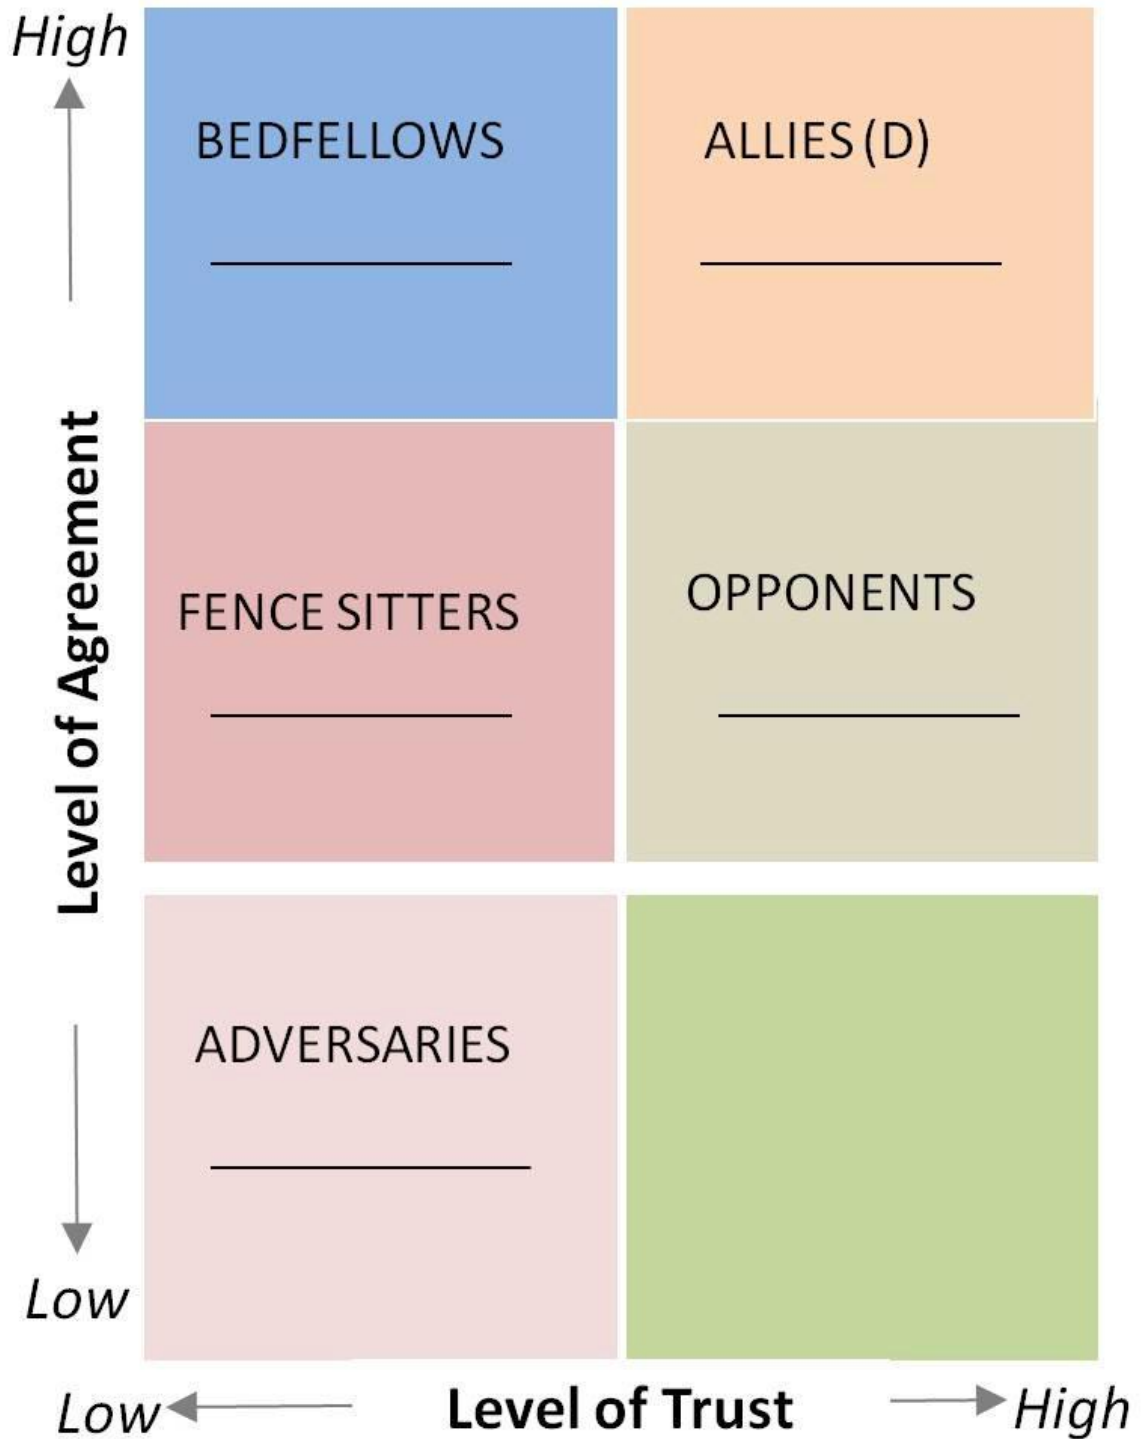 High
BEDFELLOWS
ALLIES (D)
Level of Agreement
FENCE SITTERS
OPPONENTS
ADVERSARIES
Low
Low
Level of Trust
High